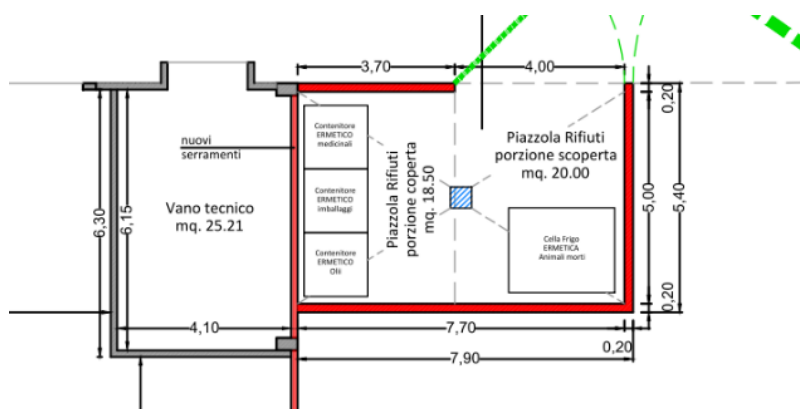 3,70
4,00
0,20
nuovi
serramenti
Contenitore
ERMETICO
medicinali
Contenitore
ERMETICO
imballaggi
Contenitore
ERMETICO
Olii
Piazzola Rifiuti
porzione coperta
mq. 18.50
Piazzola Rifiuti
porzione scoperta
mq. 20.00
Vano tecnico
mq. 25.21
6,30
6,15
5,00
5,40
Cella Frigo
ERMETICA
Animali morti
0,20
4,10
7,70
0,20
7,90